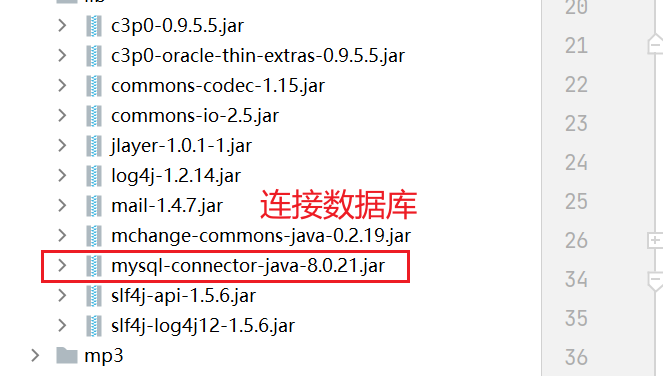 lib
c3p0-0.9.5.5.jar
c3p0-oracle-thin-extras-0.9.5.5.jar
commons-codec-1.15.jar
commons-io-2.5.jar
jlayer-1.0.1-1.jar
log4j-1.2.14.jar
mail-1.4.7.jar
连接数据库
mchange-commons-java-0.2.19.jar
mysql-connector-java-8.0.21.jar
slf4j-api-1.5.6.jar
slf4j-log4j12-1.5.6.jar
mp3
20
21
22
23
24
25
26
34
35
36